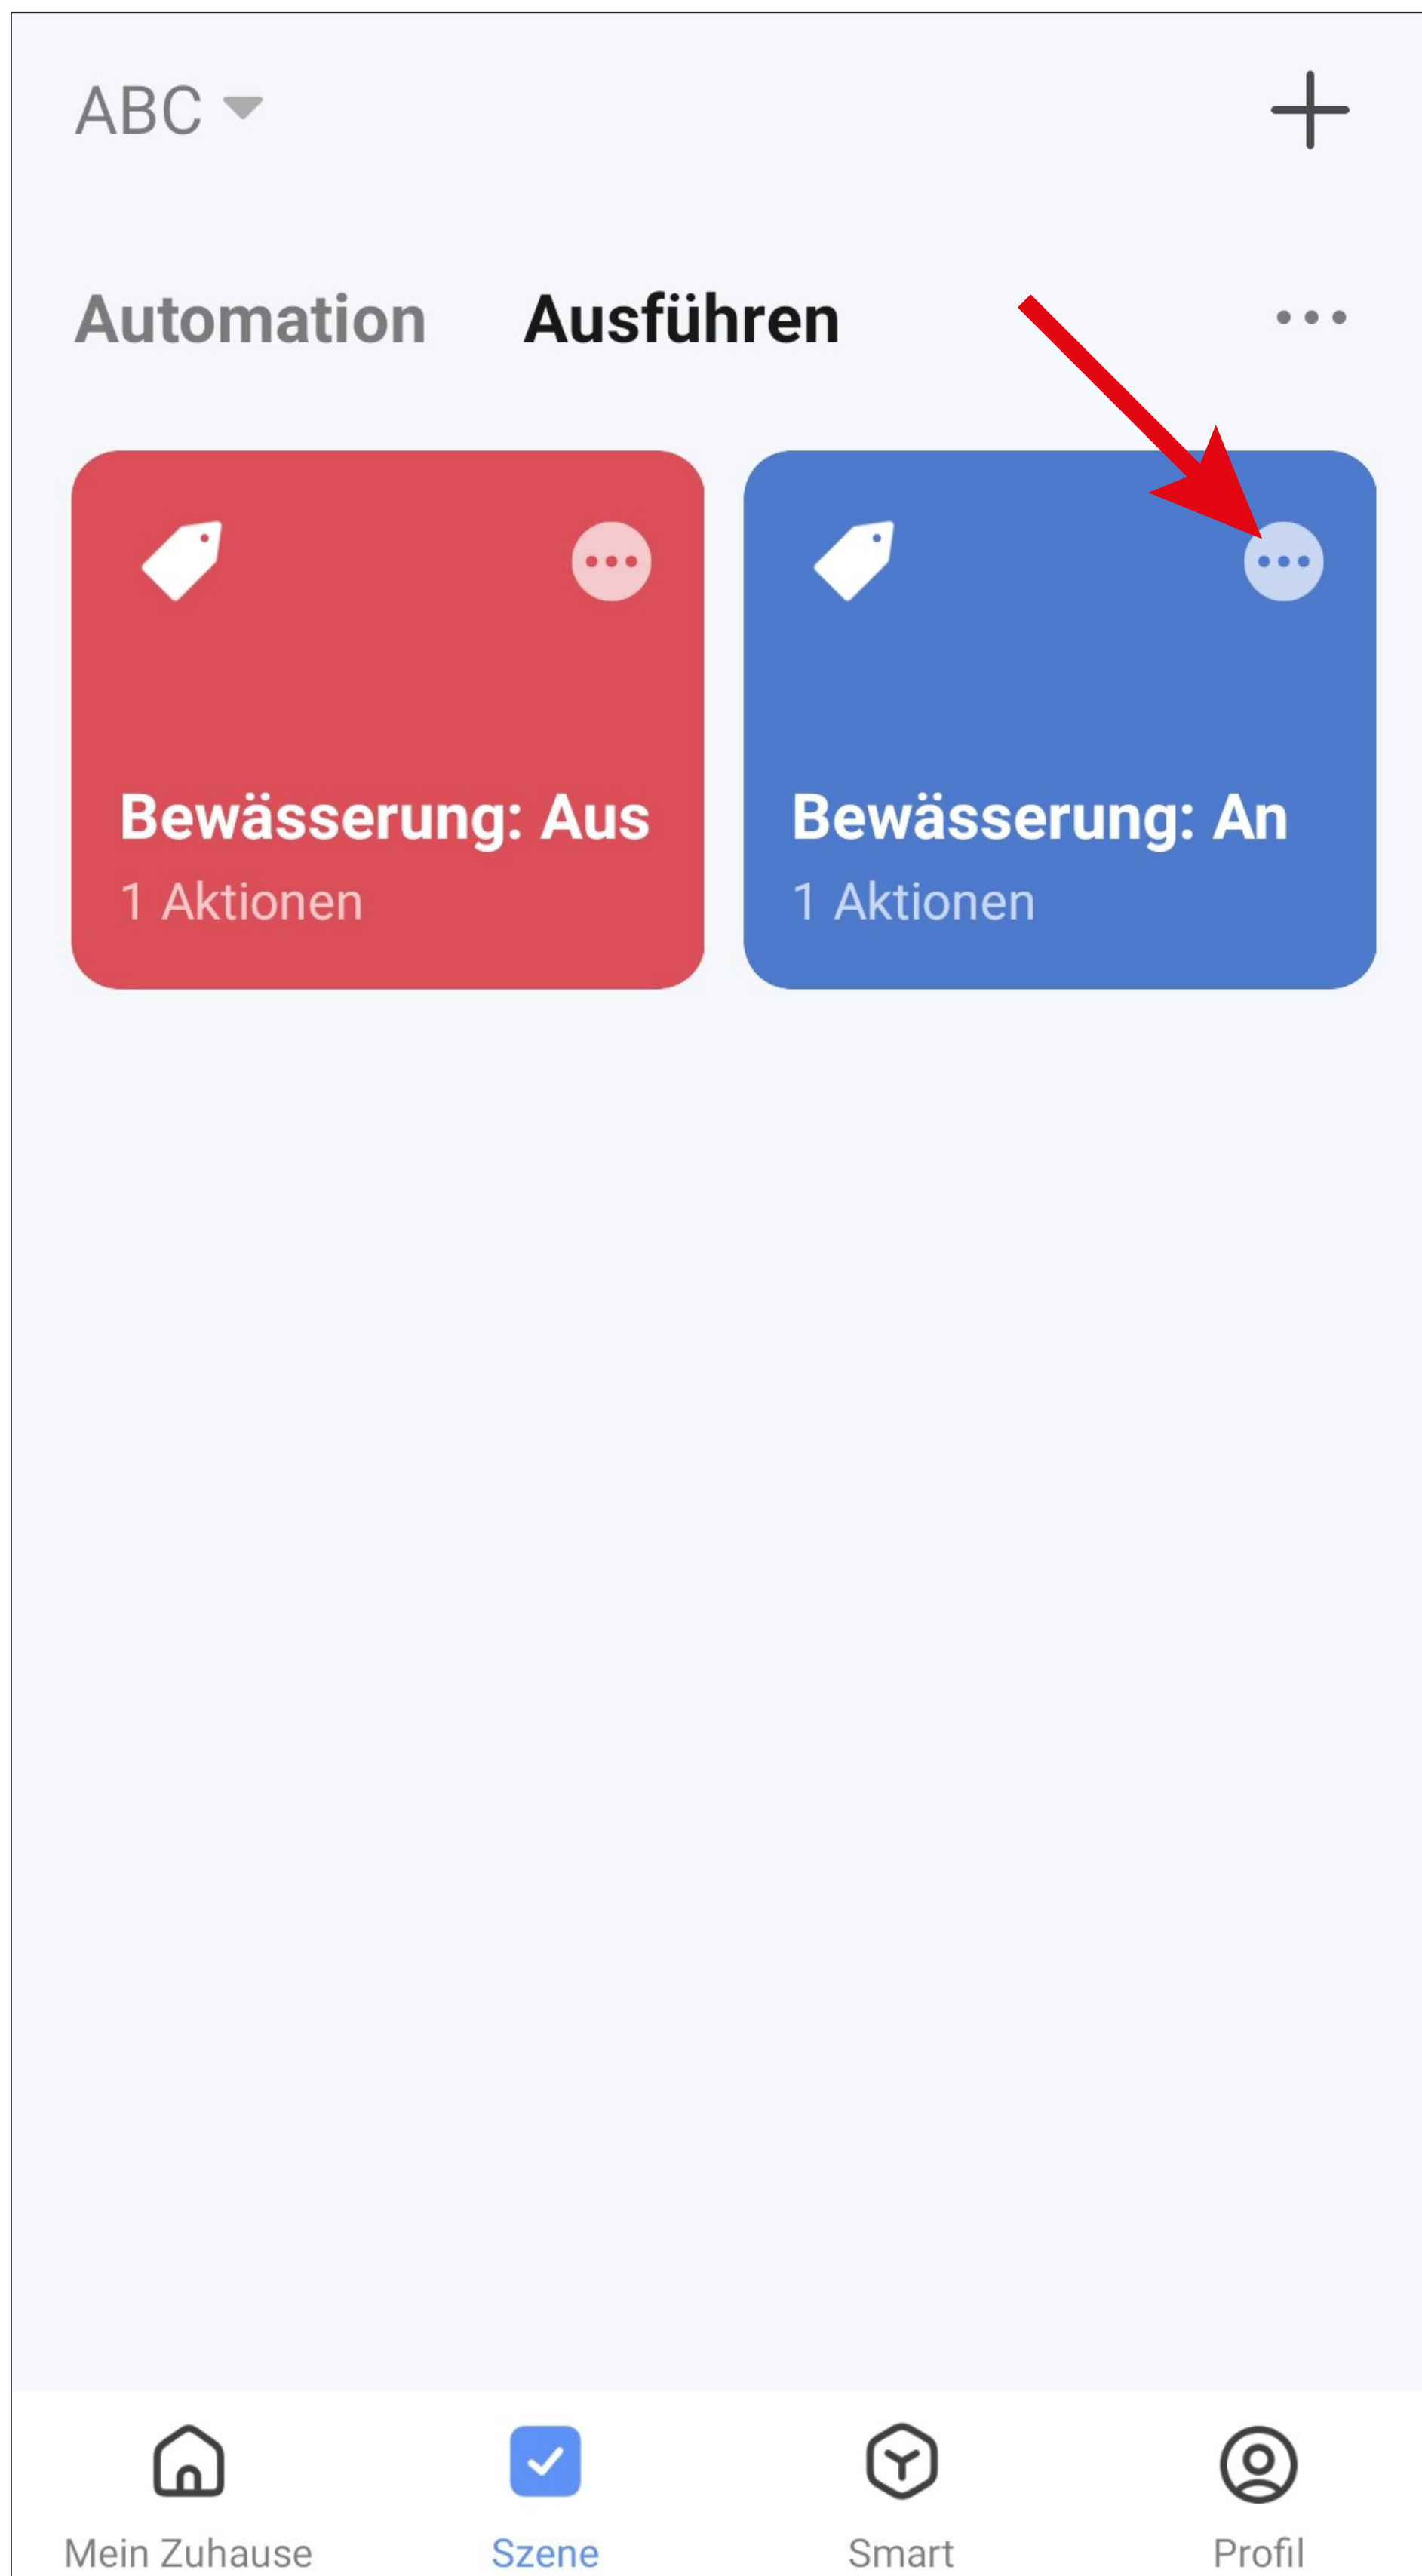 ABC
Automation Ausführen
Bewässerung: Aus
1 Aktionen
Bewässerung: An
1 Aktionen
Mein Zuhause Szene Smart Profil